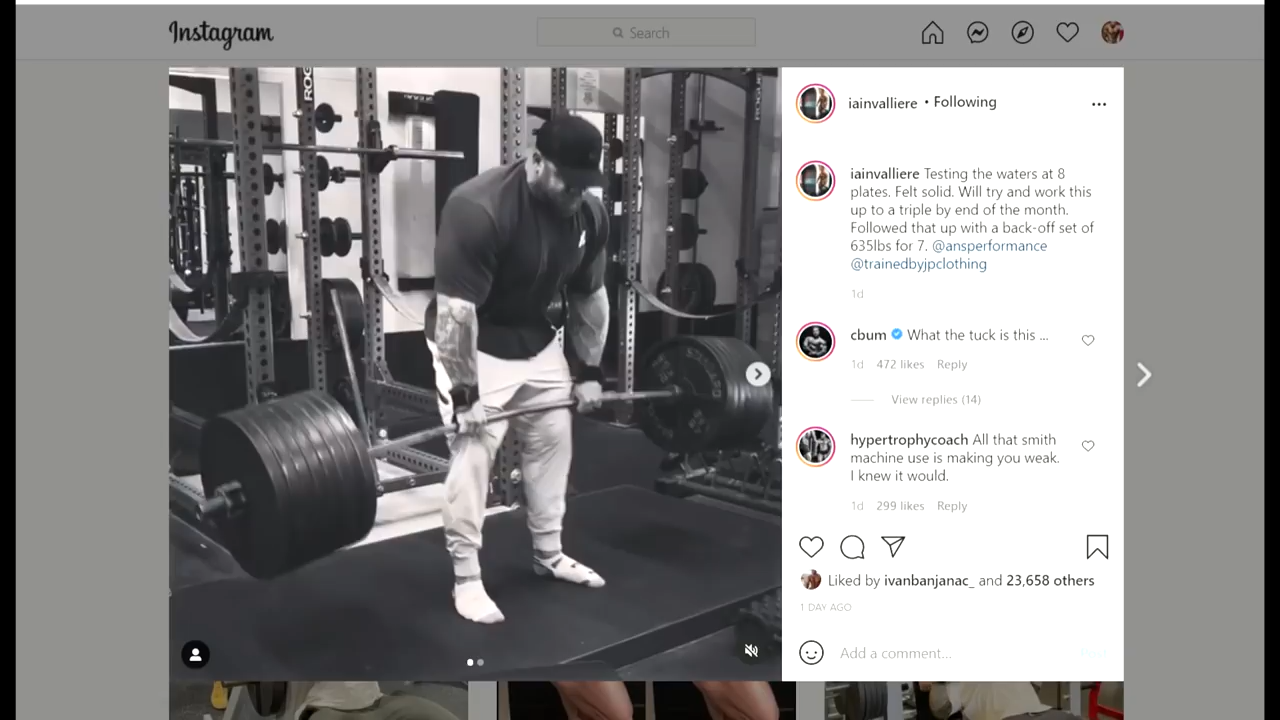 Instagram
Search
iainvalliere • Following
iainvalliere Testing the waters at 8
plates. Felt solid. Will try and work this
up to a triple by end of the month.
Followed that up with a back-off set of
635lbs for 7. @ansperformance
@trainedbyjpclothing
1d
cbum What the tuck is this ...
1d 472 likes Reply
View replies (14)
hypertrophycoach All that smith
machine use is making you weak.
I knew it would.
1d 299 likes Reply
Liked by ivanbanjanac_ and 23,658 others
1 DAY AGO
Add a comment...